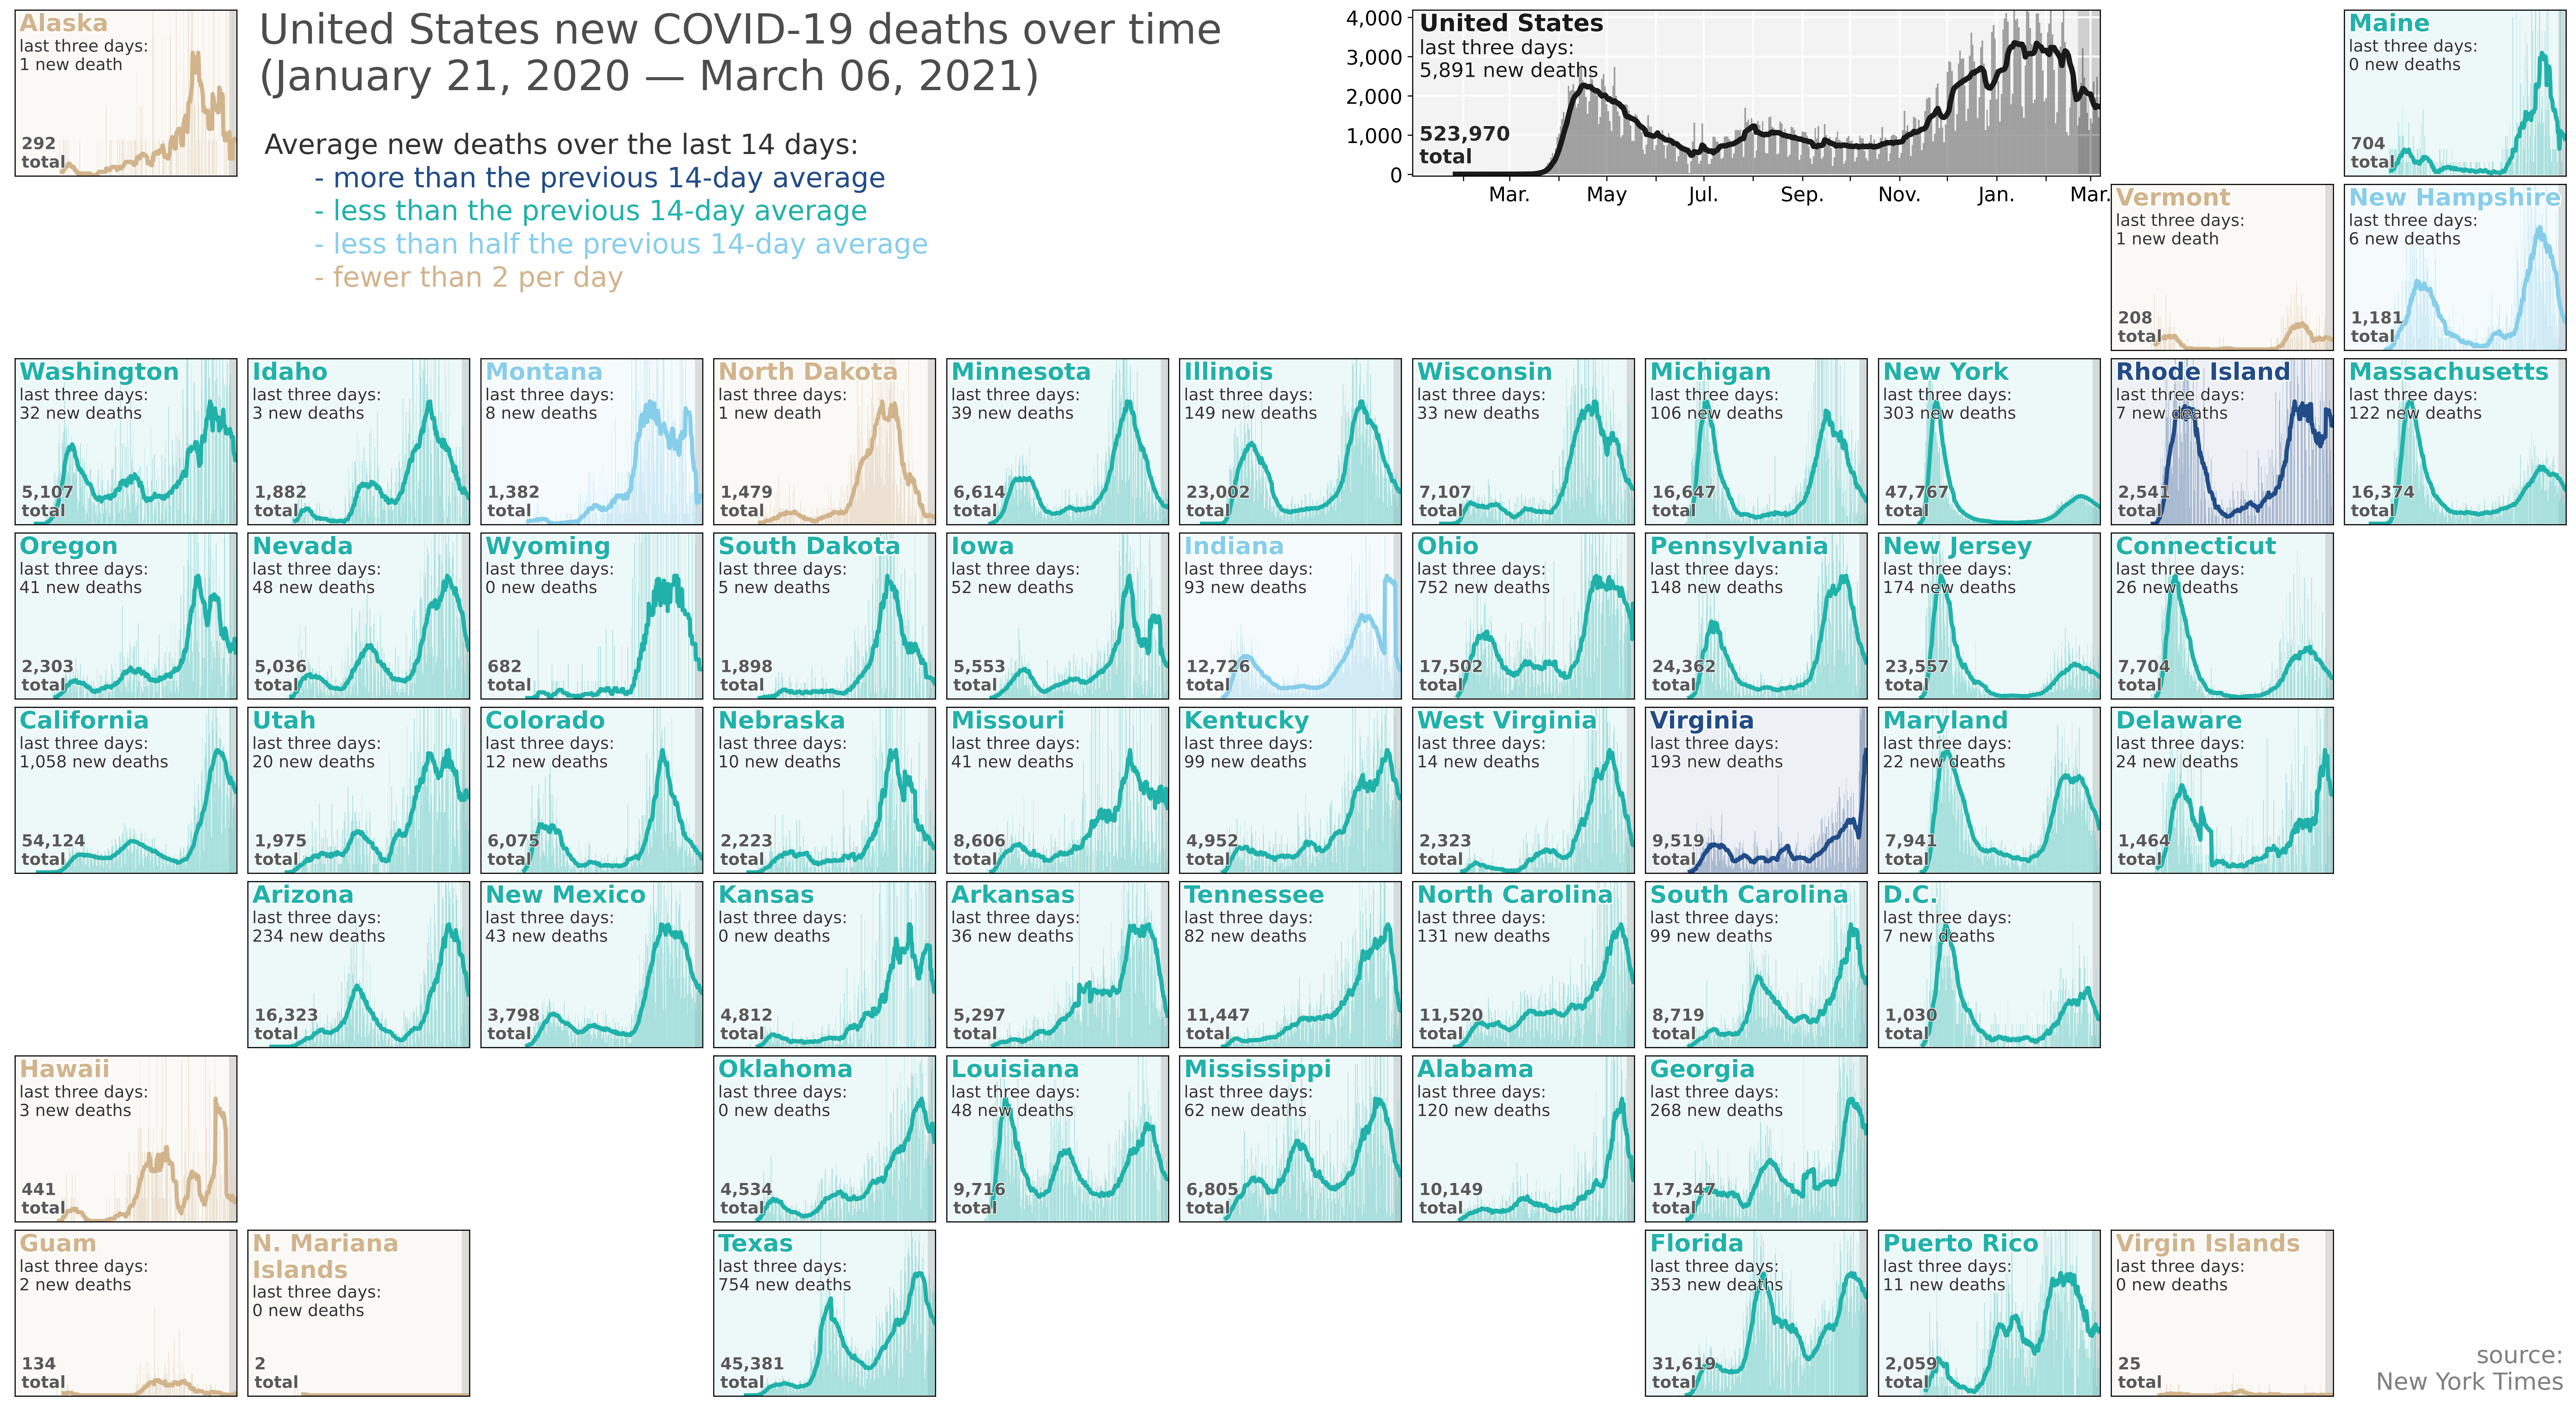 United States new COVID-19 deaths over time
(January 21, 2020 — March 06, 2021)
Average new deaths over the last 14 days:
- more than the previous 14-day average
- less than the previous 14-day average
- less than half the previous 14-day average
- fewer than 2 per day
Alaska
last three days:
1 new death
292
total
4,000
3,000
2,000
1,000
0
United States
last three days:
5,891 new deaths
523,970
total
Mar.
May
Jul.
Sep.
Nov.
Jan.
Mar.
Maine
last three days:
0 new deaths
704
total
Vermont
last three days:
1 new death
208
total
New Hampshire
last three days:
6 new deaths
1,181
total
Washington
last three days:
32 new deaths
5,107
total
Idaho
last three days:
3 new deaths
1,882
total
Montana
last three days:
8 new deaths
1,382
total
North Dakota
last three days:
1 new death
1,479
total
Minnesota
last three days:
39 new deaths
6,614
total
Illinois
last three days:
149 new deaths
23,002
total
Wisconsin
last three days:
33 new deaths
7,107
total
Michigan
last three days:
106 new deaths
16,647
total
New York
last three days:
303 new deaths
47,767
total
Rhode Island
last three days:
7 new deaths
2,541
total
Massachusetts
last three days:
122 new deaths
16,374
total
Oregon
last three days:
41 new deaths
2,303
total
Nevada
last three days:
48 new deaths
5,036
total
Wyoming
last three days:
0 new deaths
682
total
South Dakota
last three days:
5 new deaths
1,898
total
Iowa
last three days:
52 new deaths
5,553
total
Indiana
last three days:
93 new deaths
12,726
total
Ohio
last three days:
752 new deaths
17,502
total
Pennsylvania
last three days:
148 new deaths
24,362
total
New Jersey
last three days:
174 new deaths
23,557
total
Connecticut
last three days:
26 new deaths
7,704
total
California
last three days:
1,058 new deaths
54,124
total
Utah
last three days:
20 new deaths
1,975
total
Colorado
last three days:
12 new deaths
6,075
total
Nebraska
last three days:
10 new deaths
2,223
total
Missouri
last three days:
41 new deaths
8,606
total
Kentucky
last three days:
99 new deaths
4,952
total
West Virginia
last three days:
14 new deaths
2,323
total
Virginia
last three days:
193 new deaths
9,519
total
Maryland
last three days:
22 new deaths
7,941
total
Delaware
last three days:
24 new deaths
1,464
total
Arizona
last three days:
234 new deaths
16,323
total
New Mexico
last three days:
43 new deaths
3,798
total
Kansas
last three days:
0 new deaths
4,812
total
Arkansas
last three days:
36 new deaths
5,297
total
Tennessee
last three days:
82 new deaths
11,447
total
North Carolina
last three days:
131 new deaths
11,520
total
South Carolina
last three days:
99 new deaths
8,719
total
D.C.
last three days:
7 new deaths
1,030
total
Hawaii
last three days:
3 new deaths
441
total
Oklahoma
last three days:
0 new deaths
4,534
total
Louisiana
last three days:
48 new deaths
9,716
total
Mississippi
last three days:
62 new deaths
6,805
total
Alabama
last three days:
120 new deaths
10,149
total
Georgia
last three days:
268 new deaths
17,347
total
Guam
last three days:
2 new deaths
134
total
N. Mariana
Islands
last three days:
0 new deaths
2
total
Texas
last three days:
754 new deaths
45,381
total
Florida
last three days:
353 new deaths
31,619
total
Puerto Rico
last three days:
11 new deaths
2,059
total
Virgin Islands
last three days:
0 new deaths
25
total
source:
New York Times